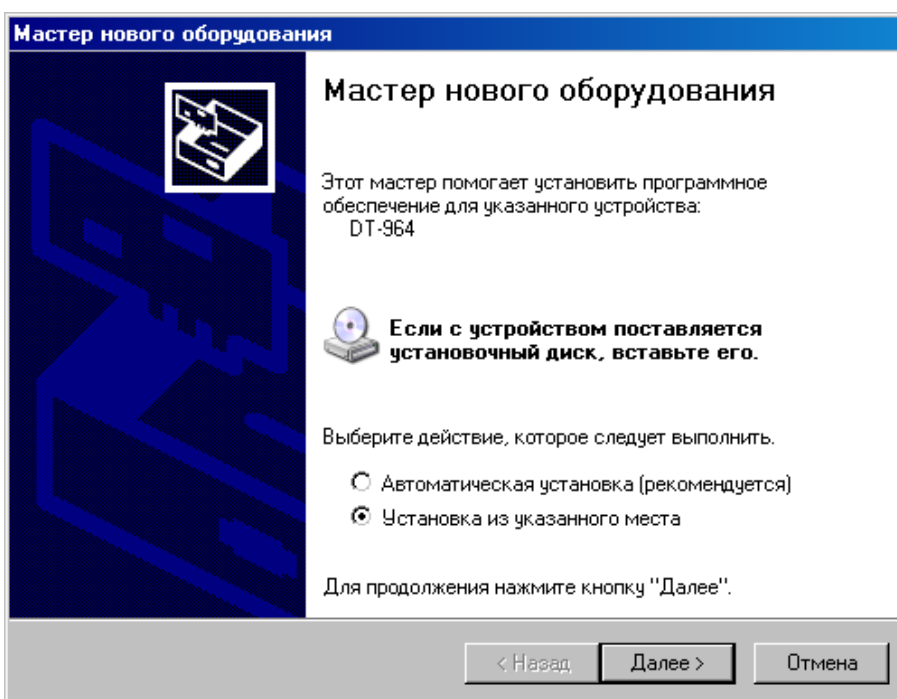 Мастер нового оборудования
Мастер нового оборудования
Этот мастер помогает установить программное
обеспечение для указанного устройства:
DT-964
Если с устройством поставляется
установочный диск, вставьте его.
Выберите действие, которое следует выполнить.
Автоматическая установка (рекомендуется)
Установка из указанного места
Для продолжения нажмите кнопку "Далее".
< Назад Далее > Отмена